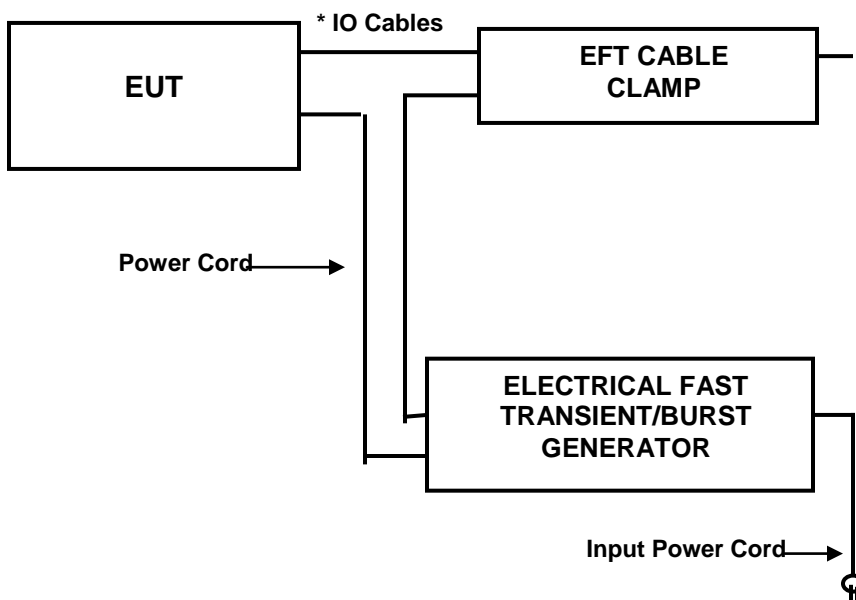 * IO Cables
EUT
EFT CABLE
CLAMP
Power Cord
ELECTRICAL FAST
TRANSIENT/BURST
GENERATOR
Input Power Cord